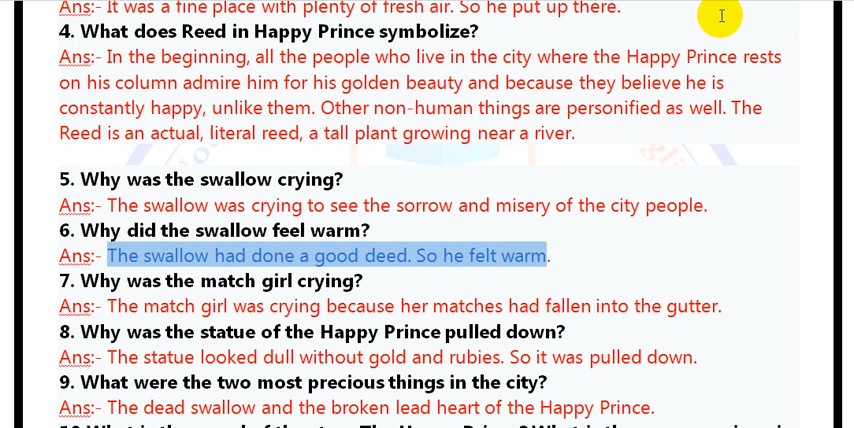 Ans:- It was a fine place with plenty of fresh air. So he put up there.
4. What does Reed in Happy Prince symbolize?
Ans:- In the beginning, all the people who live in the city where the Happy Prince rests
on his column admire him for his golden beauty and because they believe he is
constantly happy, unlike them. Other non-human things are personified as well. The
Reed is an actual, literal reed, a tall plant growing near a river.
5. Why was the swallow crying?
Ans:- The swallow was crying to see the sorrow and misery of the city people.
6. Why did the swallow feel warm?
Ans:- The swallow had done a good deed. So he felt warm.
7. Why was the match girl crying?
Ans:- The match girl was crying because her matches had fallen into the gutter.
8. Why was the statue of the Happy Prince pulled down?
Ans:- The statue looked dull without gold and rubies. So it was pulled down.
9. What were the two most precious things in the city?
Ans:- The dead swallow and the broken lead heart of the Happy Prince.